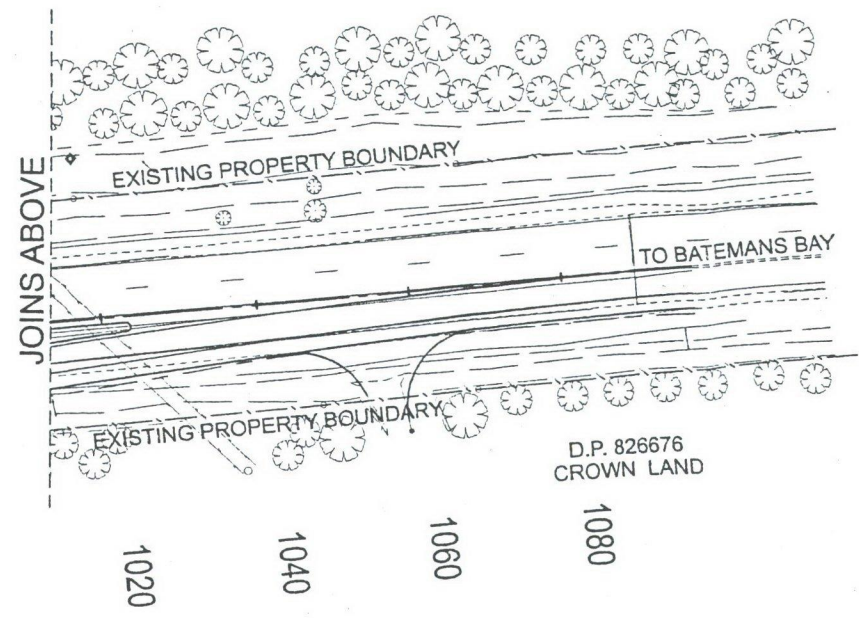 JOINS ABOVE
EXISTING PROPERTY BOUNDARY
TO BATEMANS BAY
EXISTING PROPERTY BOUNDARY
D.P. 826676
CROWN LAND
1020
1040
1060
1080